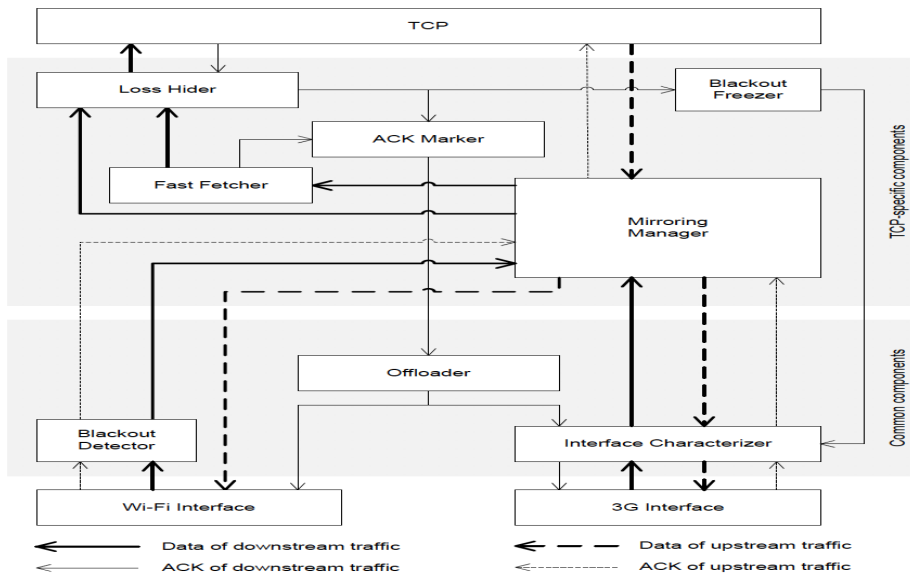 TCP
Loss Hider
Blackout
Freezer
ACK Marker
Fast Fetcher
Mirroring
Manager
TCP-specific components
Offloader
Common components
Blackout
Detector
Interface Characterizer
Wi-Fi Interface
3G Interface
Data of downstream traffic
Data of upstream traffic
ACK of downstream traffic
ACK of upstream traffic